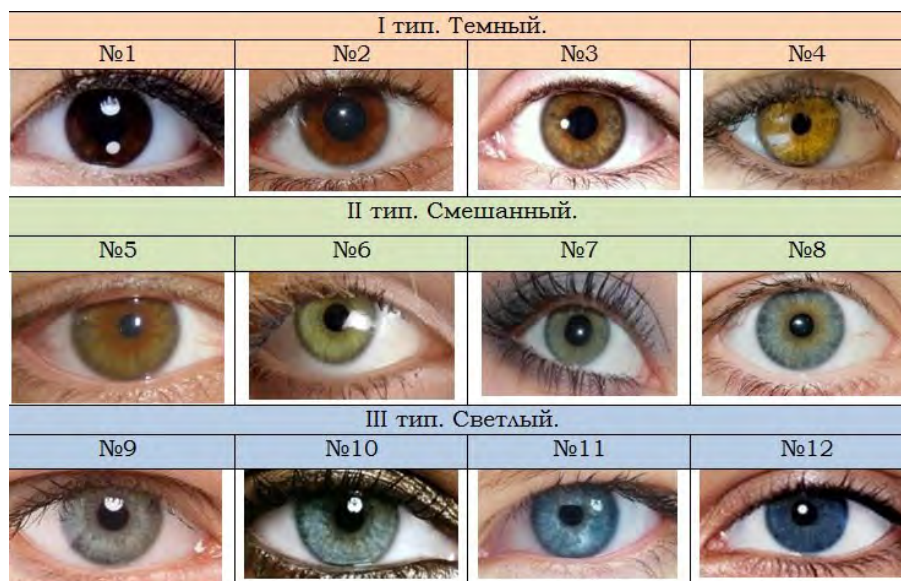 I тип. Темный.
№1 №2 №3 №4
II тип. Смешанный.
№5 №6 №7 №8
III тип. Светлый.
№9 №10 №11 №12